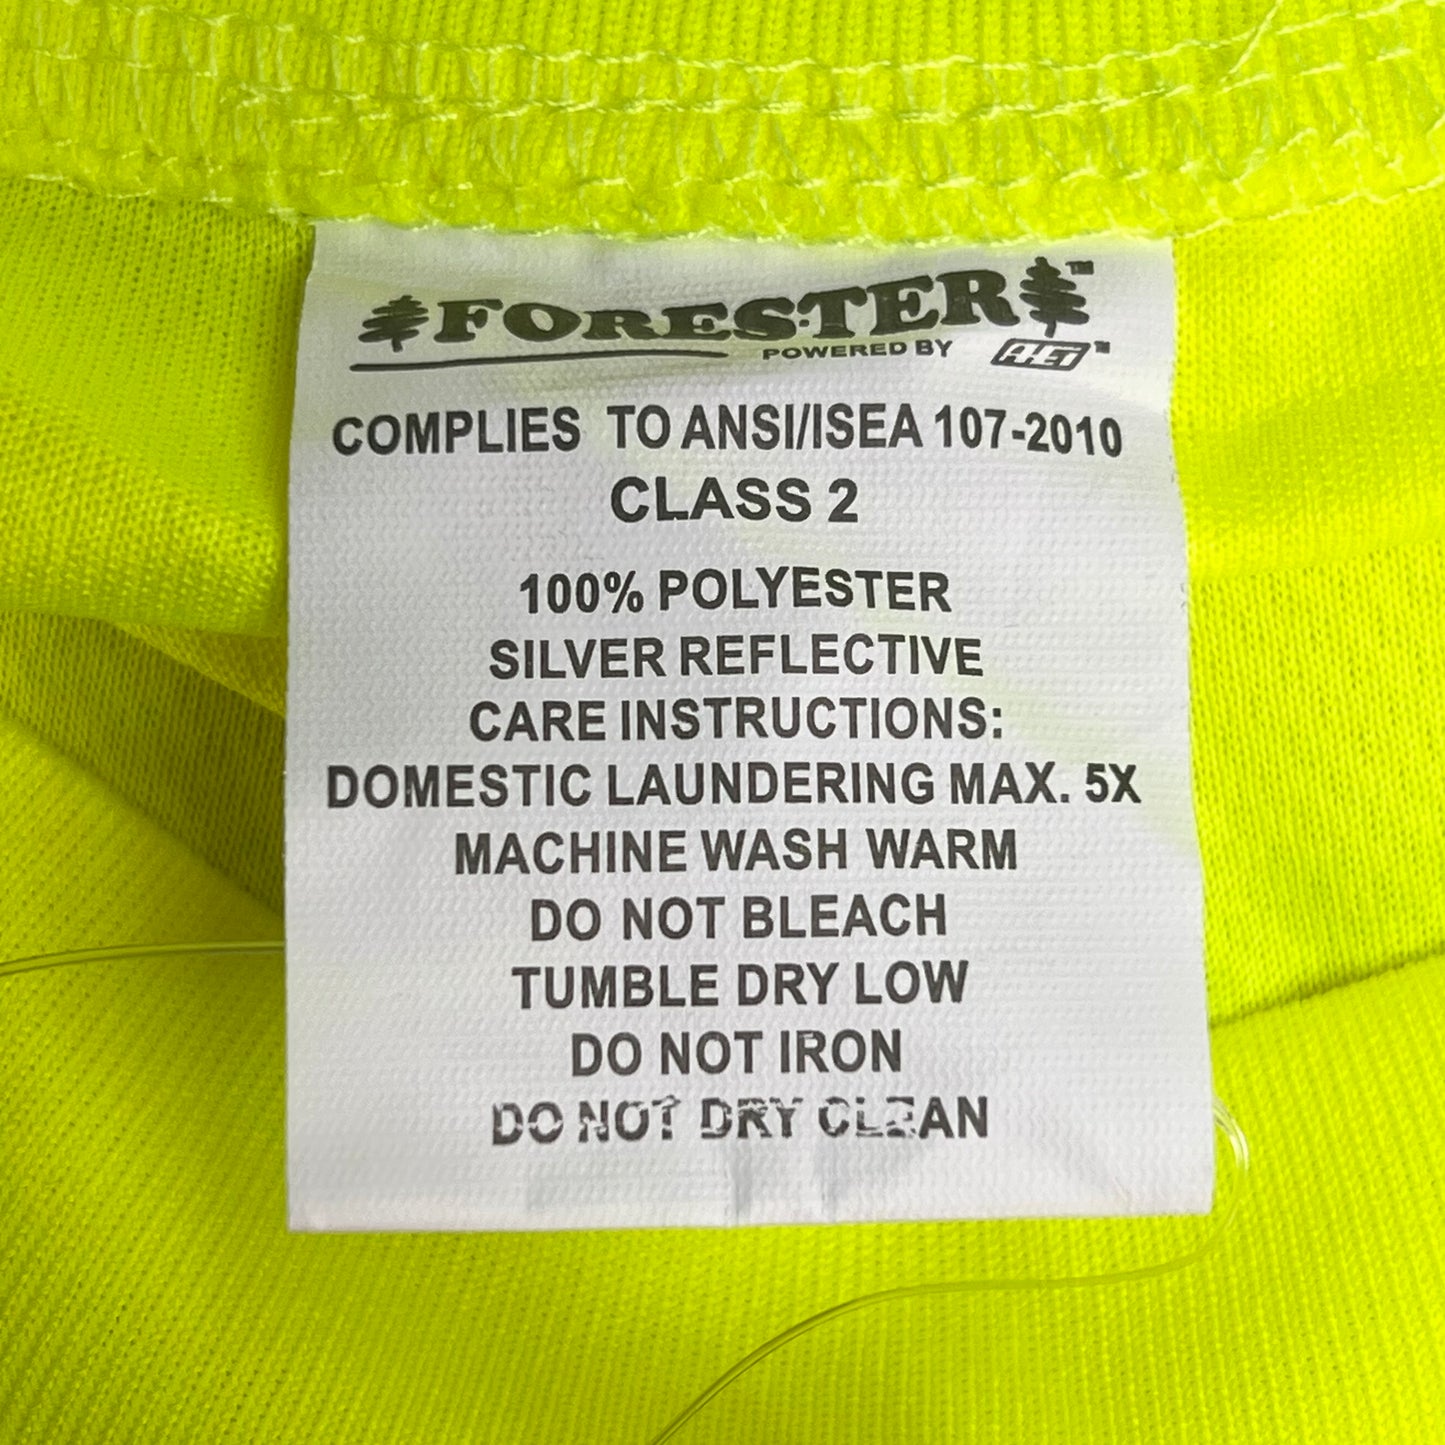 FORESTER™
POWERED BY
COMPLIES TO ANSI/ISEA 107-2010
CLASS 2
100% POLYESTER
SILVER REFLECTIVE
CARE INSTRUCTIONS:
DOMESTIC LAUNDERING MAX. 5X
MACHINE WASH WARM
DO NOT BLEACH
TUMBLE DRY LOW
DO NOT IRON
DO NOT DRY CLEAN